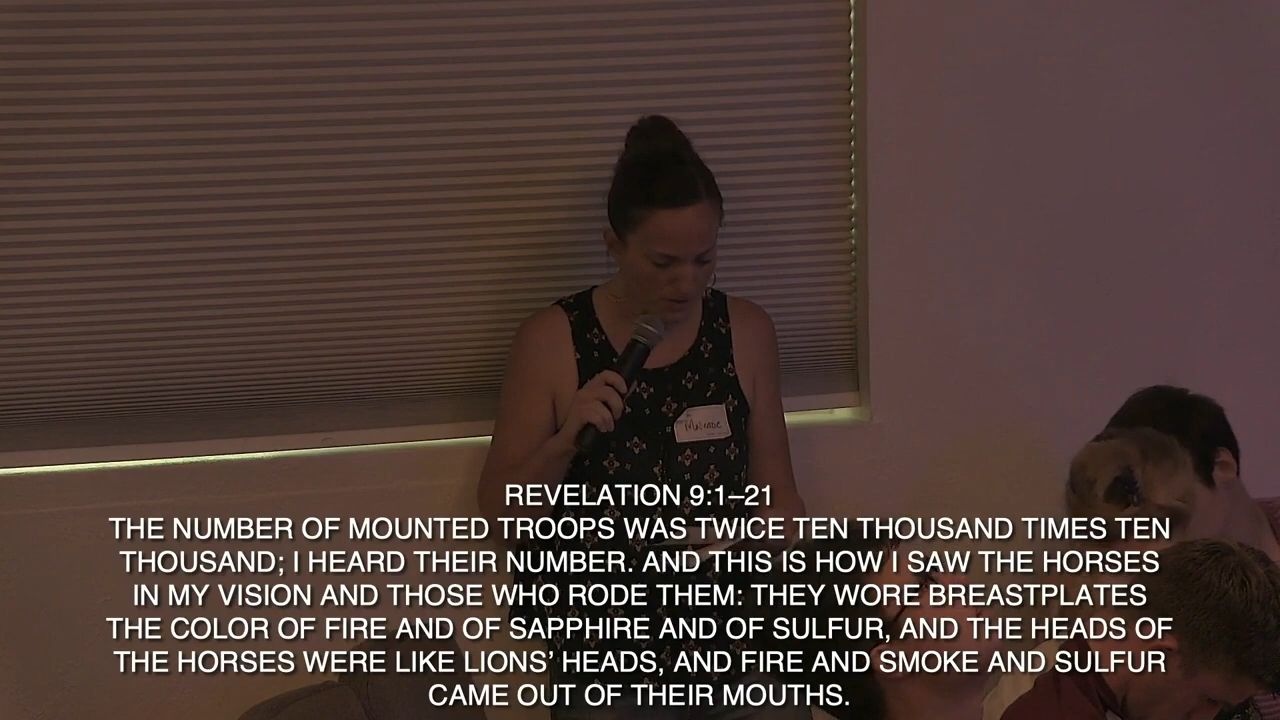 REVELATION 9:1–21
THE NUMBER OF MOUNTED TROOPS WAS TWICE TEN THOUSAND TIMES TEN
THOUSAND; I HEARD THEIR NUMBER. AND THIS IS HOW I SAW THE HORSES
IN MY VISION AND THOSE WHO RODE THEM: THEY WORE BREASTPLATES
THE COLOR OF FIRE AND OF SAPPHIRE AND OF SULFUR, AND THE HEADS OF
THE HORSES WERE LIKE LIONS’ HEADS, AND FIRE AND SMOKE AND SULFUR
CAME OUT OF THEIR MOUTHS.